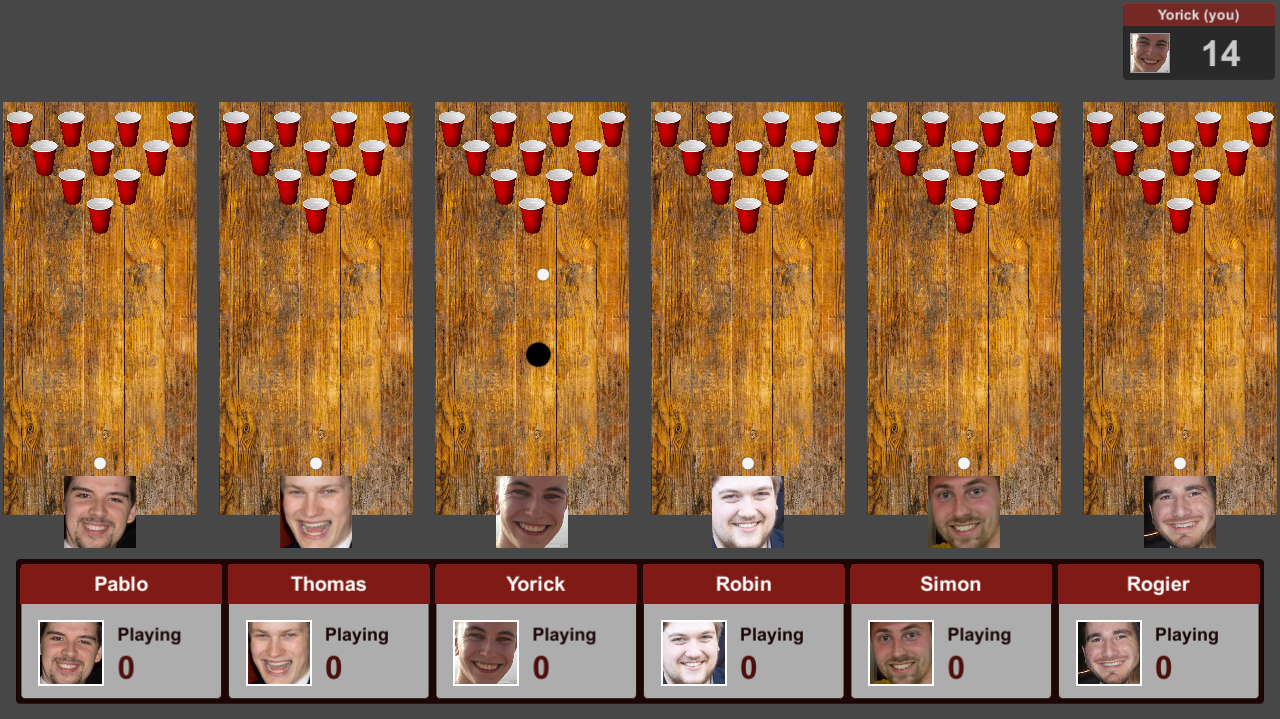 Yorick (you)
14
Pablo
Thomas
Yorick
Robin
Simon
Rogier
Playing
0
Playing
0
Playing
0
Playing
0
Playing
0
Playing
0